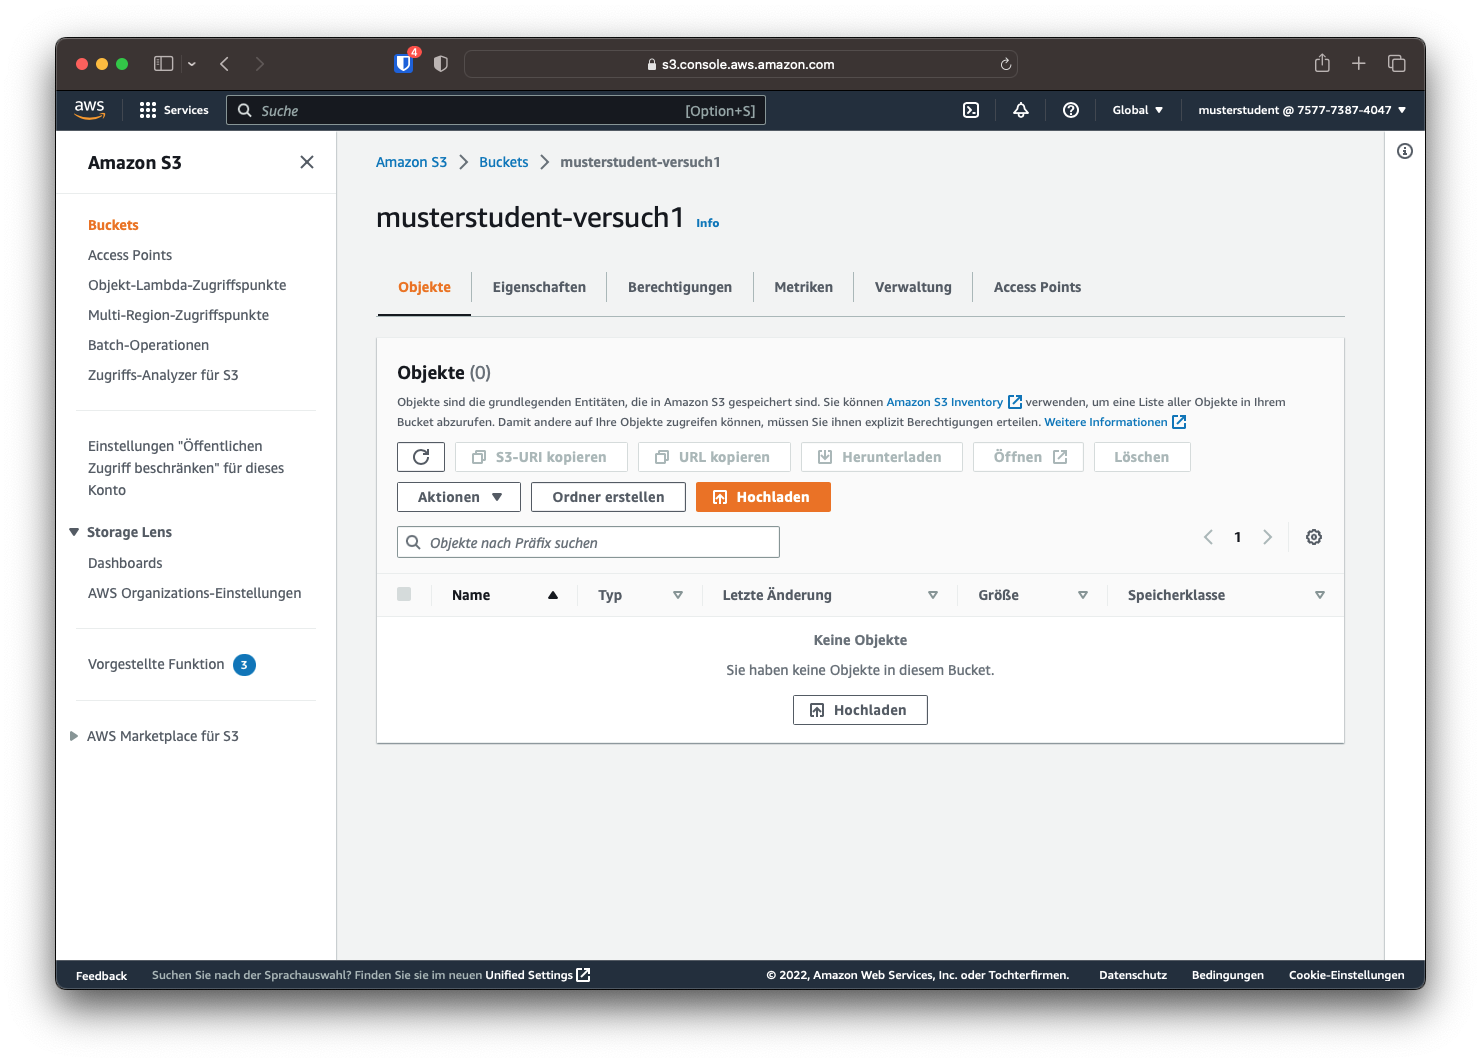 4
s3.console.aws.amazon.com
aws
Services
Suche
[Option+S]
Global
musterstudent @ 7577-7387-4047
Amazon S3
Buckets
Access Points
Objekt-Lambda-Zugriffspunkte
Multi-Region-Zugriffspunkte
Batch-Operationen
Zugriffs-Analyzer für S3
Einstellungen "Öffentlichen
Zugriff beschränken" für dieses
Konto
Storage Lens
Dashboards
AWS Organizations-Einstellungen
Vorgestellte Funktion 3
AWS Marketplace für S3
Amazon S3 Buckets musterstudent-versuch1
musterstudent-versuch1 Info
Objekte Eigenschaften Berechtigungen Metriken Verwaltung Access Points
Objekte (0)
Objekte sind die grundlegenden Entitäten, die in Amazon S3 gespeichert sind. Sie können Amazon S3 Inventory verwenden, um eine Liste aller Objekte in Ihrem
Bucket abzurufen. Damit andere auf Ihre Objekte zugreifen können, müssen Sie ihnen explizit Berechtigungen erteilen. Weitere Informationen
S3-URI kopieren URL kopieren Herunterladen Öffnen Löschen
Aktionen Ordner erstellen Hochladen
Objekte nach Präfix suchen
1
Name Typ Letzte Änderung Größe Speicherklasse
Keine Objekte
Sie haben keine Objekte in diesem Bucket.
Hochladen
Feedback Suchen Sie nach der Sprachauswahl? Finden Sie sie im neuen Unified Settings © 2022, Amazon Web Services, Inc. oder Tochterfirmen. Datenschutz Bedingungen Cookie-Einstellungen